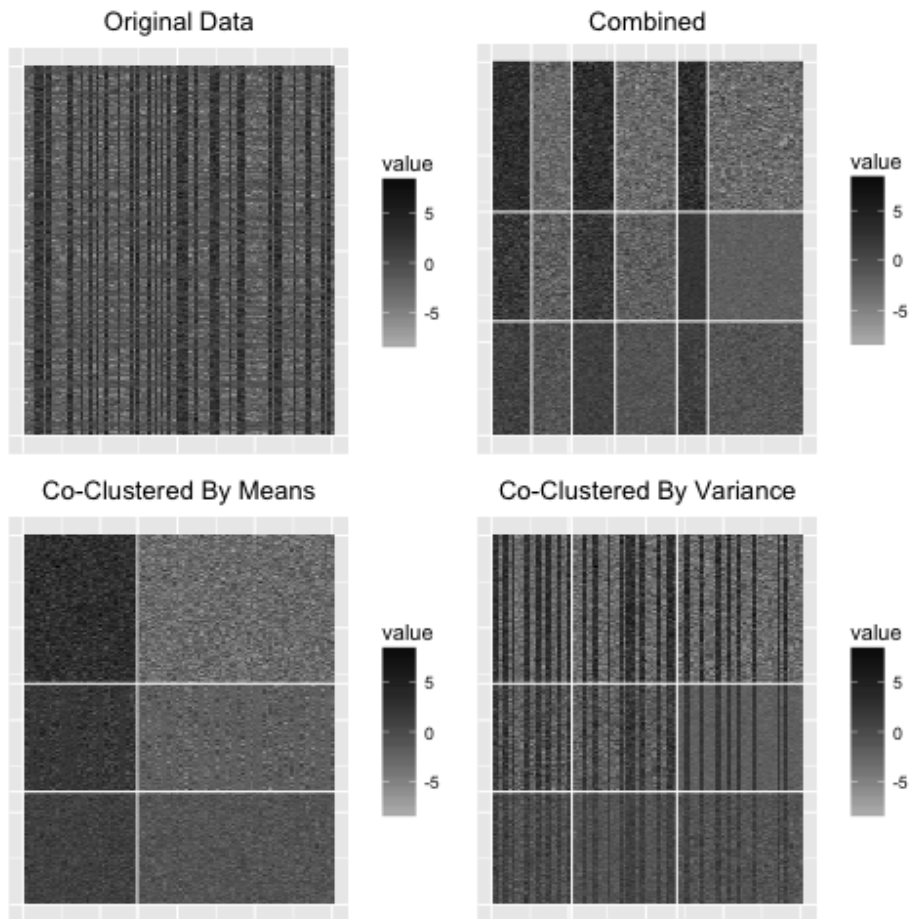 Original Data
value
5
0
-5
Combined
value
5
0
-5
Co-Clustered By Means
value
5
0
-5
Co-Clustered By Variance
value
5
0
-5